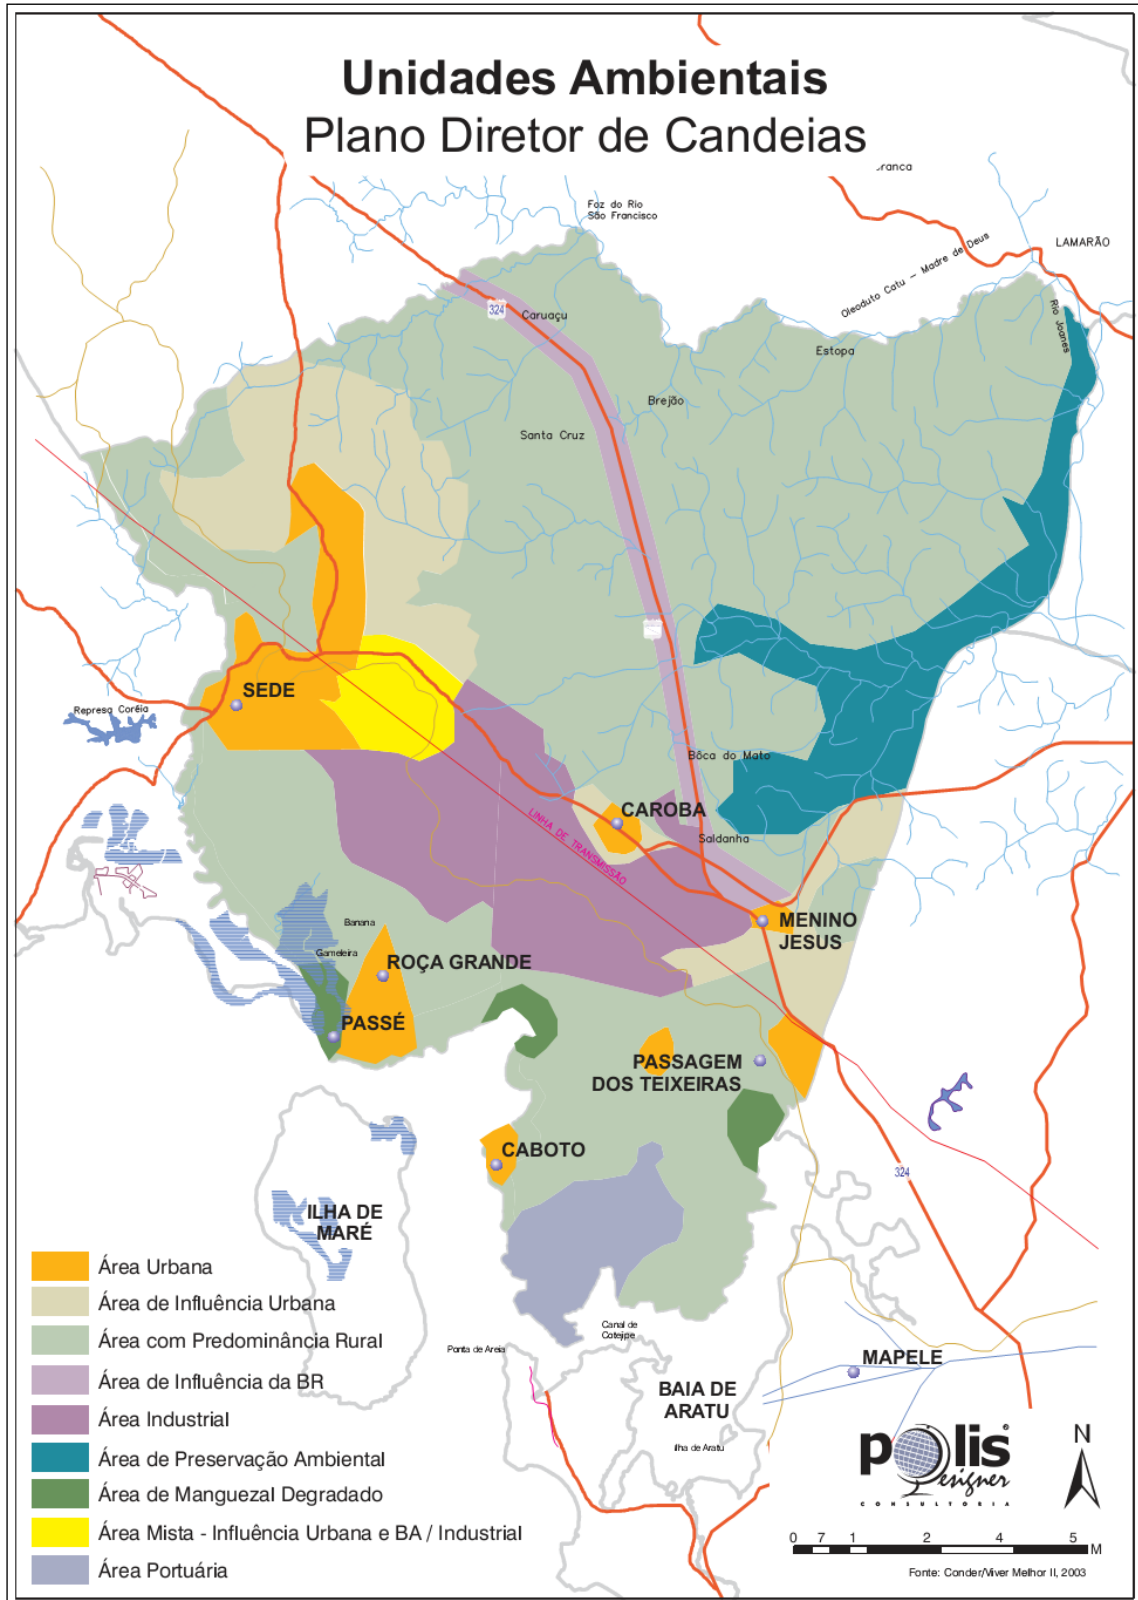 Unidades Ambientais
Plano Diretor de Candeias
ranca
Foz do Rio
São Francisco
LAMARÃO
Oleoduto Catu – Madre de Deus
Rio Joanes
324
Caruaçu
Estopa
Brejão
Santa Cruz
SEDE
Represa Coréia
Bôca do Mato
CAROBA
Saldanha
LINHA DE TRANSMISSÃO
MENINO
JESUS
Banana
Gameleira
ROÇA GRANDE
PASSÉ
PASSAGEM
DOS TEIXEIRAS
CABOTO
324
ILHA DE
MARÉ
Área Urbana
Área de Influência Urbana
Área com Predominância Rural
Área de Influência da BR
Área Industrial
Área de Preservação Ambiental
Área de Manguezal Degradado
Área Mista - Influência Urbana e BA / Industrial
Área Portuária
Canal de
Cotejipe
Ponta de Areia
MAPELE
BAIA DE
ARATU
Ilha de Aratu
polis
Designer
CONSULTORIA
N
0 7 1 2 4 5
M
Fonte: Conder/Viver Melhor II, 2003